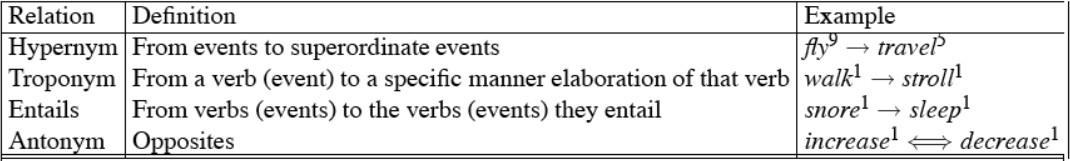 Relation Definition Example
Hypernym From events to superordinate events fly⁹ → travel⁵
Troponym From a verb (event) to a specific manner elaboration of that verb walk¹ → stroll¹
Entails From verbs (events) to the verbs (events) they entail snore¹ → sleep¹
Antonym Opposites increase¹ ⟺ decrease¹